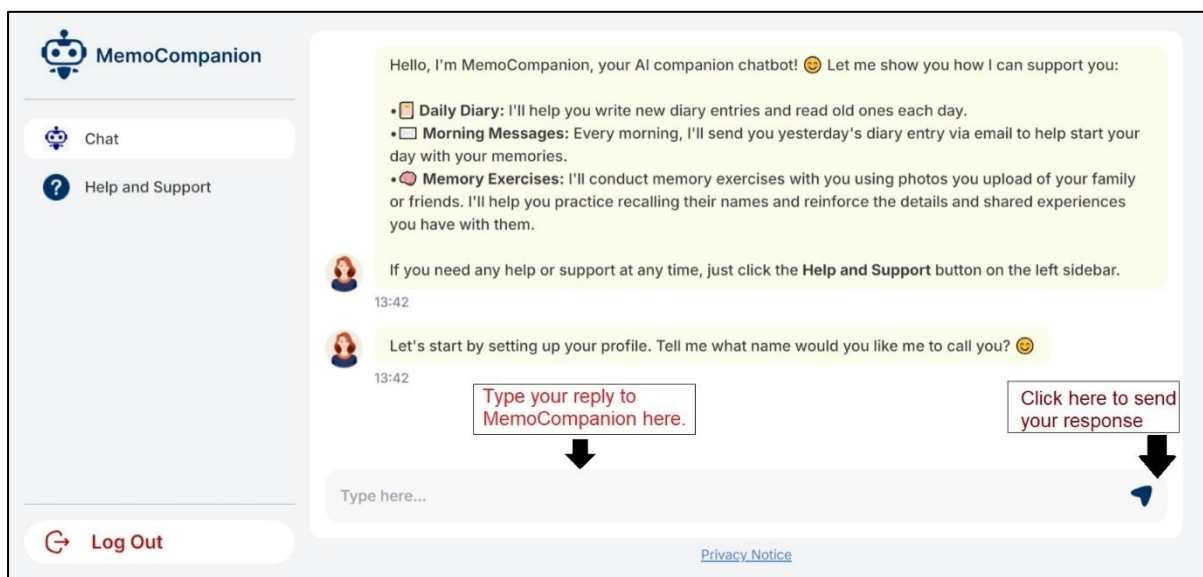 MemoCompanion
Chat
Help and Support
Log Out
Hello, I'm MemoCompanion, your AI companion chatbot! 😊 Let me show you how I can support you:
•📔 Daily Diary: I'll help you write new diary entries and read old ones each day.
•✉️ Morning Messages: Every morning, I'll send you yesterday's diary entry via email to help start your
day with your memories.
•🧠 Memory Exercises: I'll conduct memory exercises with you using photos you upload of your family
or friends. I'll help you practice recalling their names and reinforce the details and shared experiences
you have with them.
If you need any help or support at any time, just click the Help and Support button on the left sidebar.
13:42
Let's start by setting up your profile. Tell me what name would you like me to call you? 😊
13:42
Type your reply to
MemoCompanion here.
Click here to send
your response
Type here...
Privacy Notice